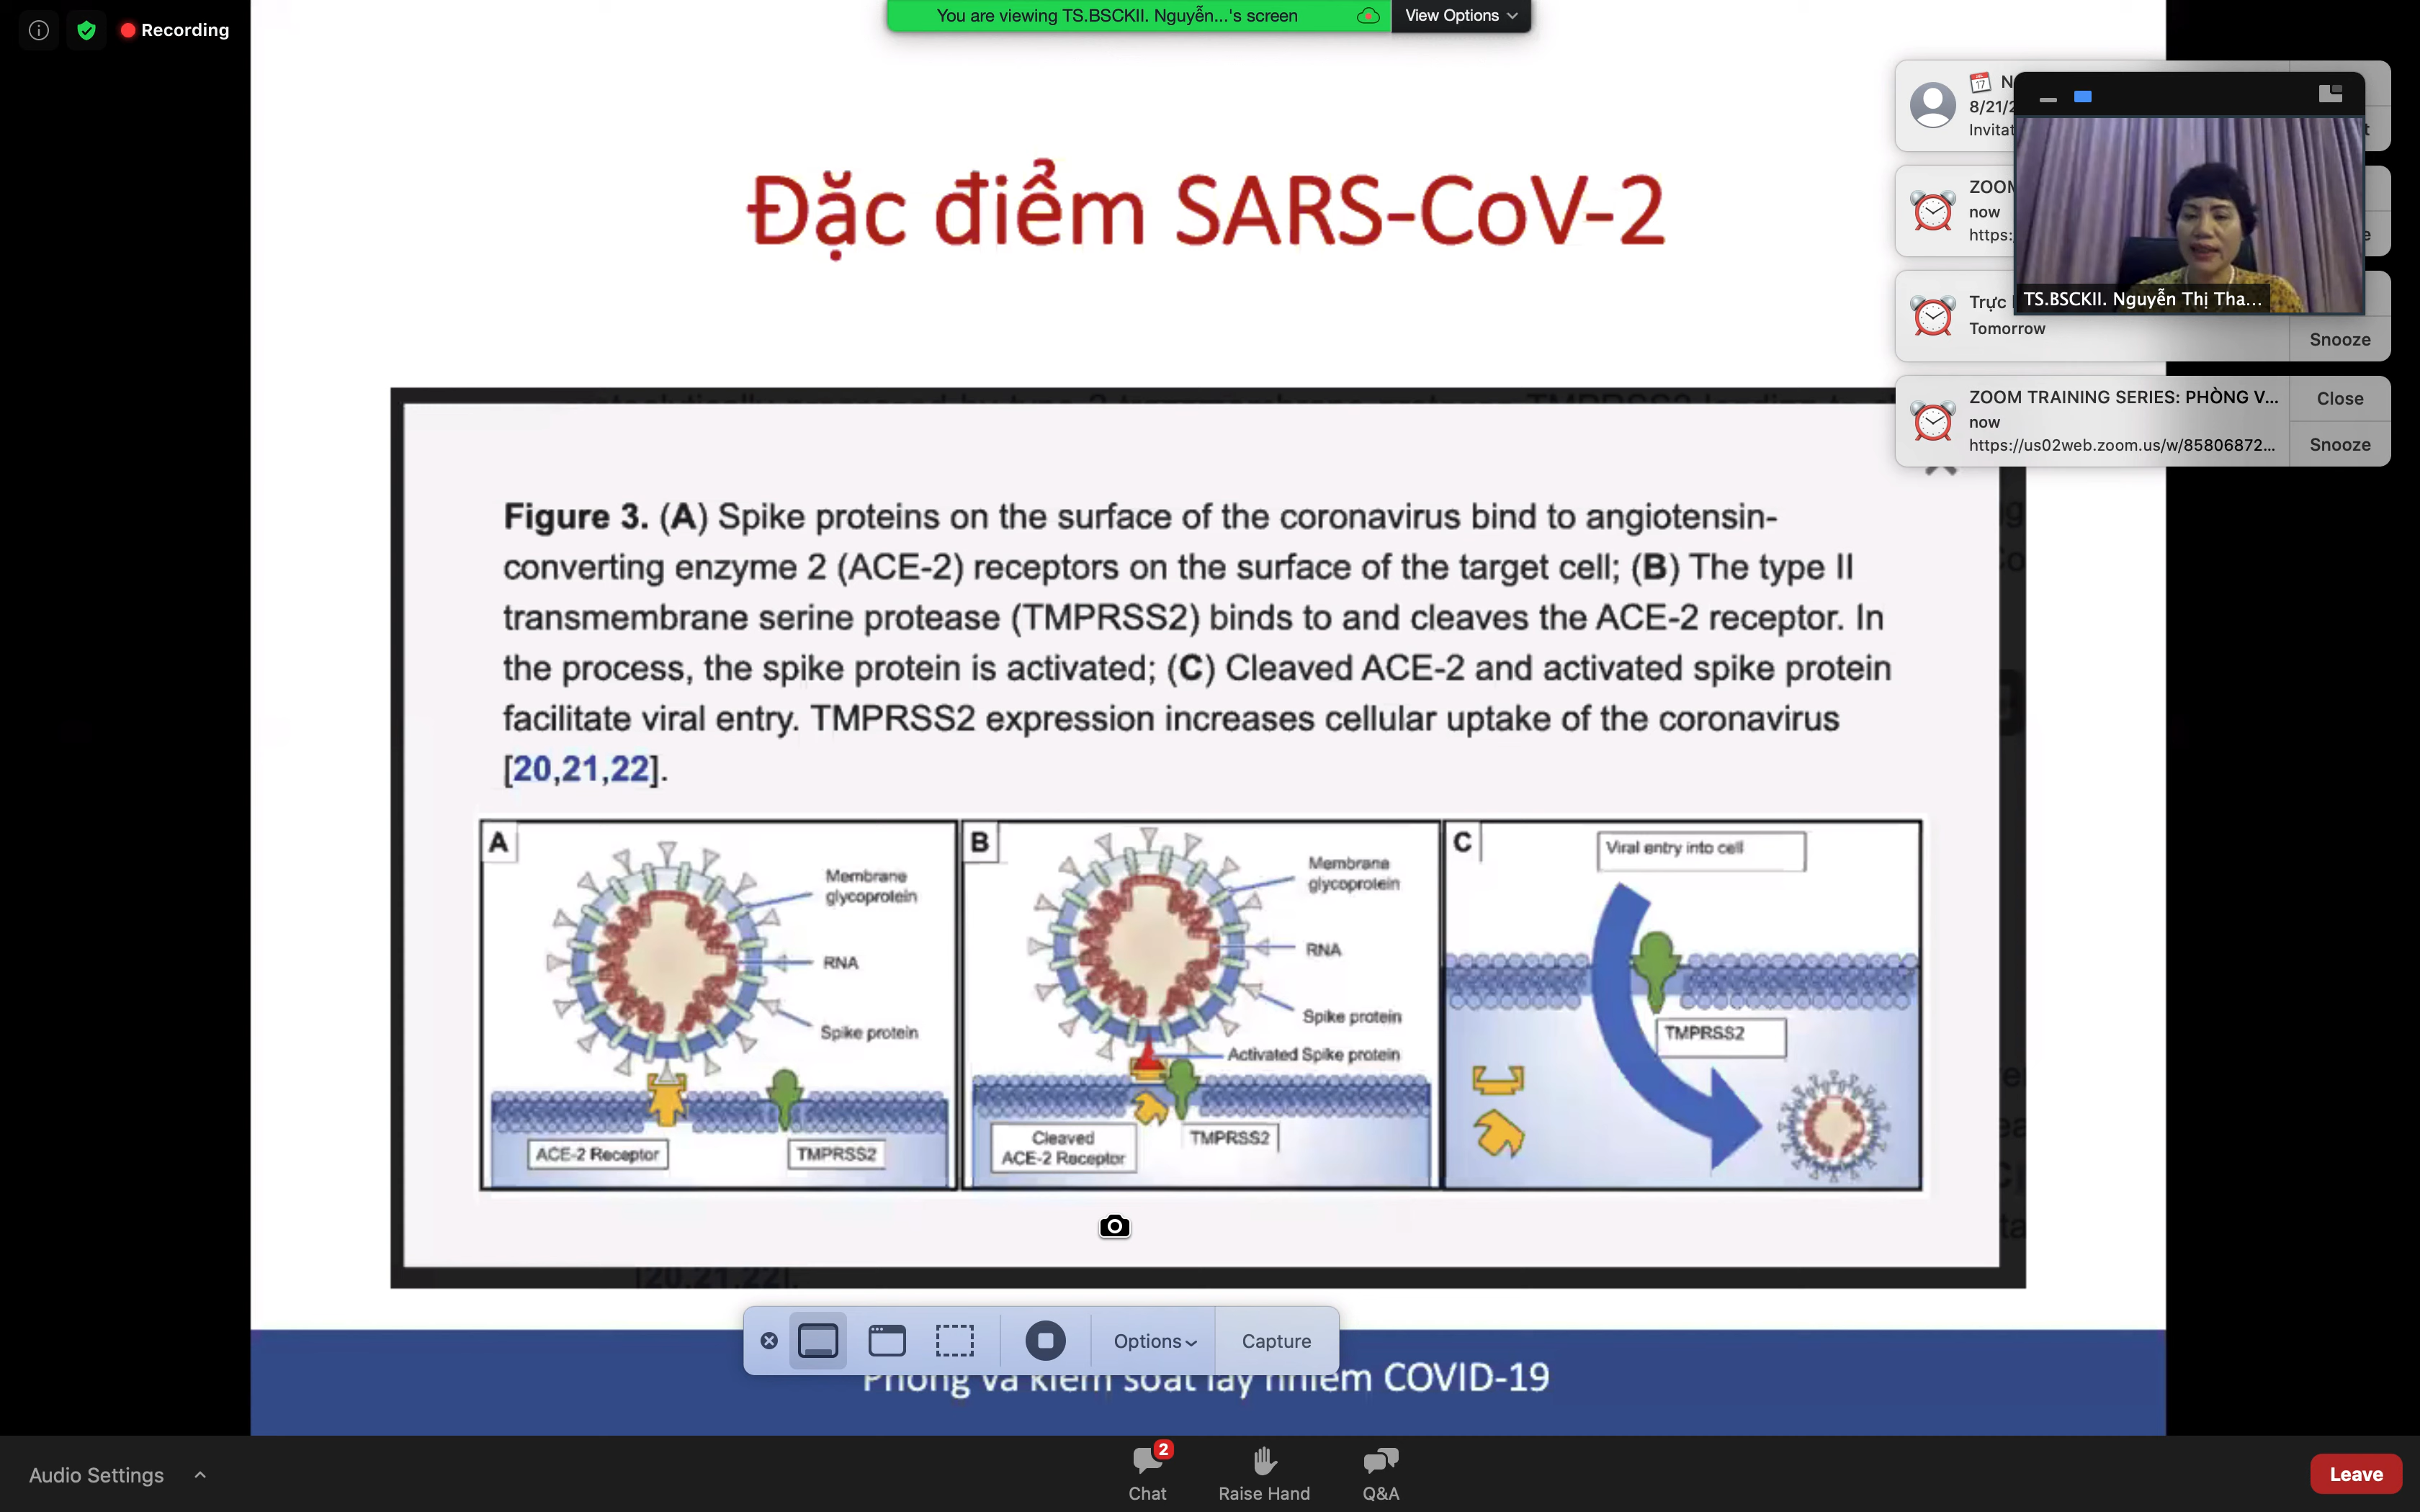 Recording
You are viewing TS.BSCKII. Nguyễn...'s screen
View Options
Đặc điểm SARS-CoV-2
17
N
8/21/2
Invitat
ZOOM
now
https:
Trực
Tomorrow
Snooze
TS.BSCKII. Nguyễn Thị Tha...
ZOOM TRAINING SERIES: PHÒNG V...
now
https://us02web.zoom.us/w/85806872...
Close
Snooze
Figure 3. (A) Spike proteins on the surface of the coronavirus bind to angiotensin-
converting enzyme 2 (ACE-2) receptors on the surface of the target cell; (B) The type II
transmembrane serine protease (TMPRSS2) binds to and cleaves the ACE-2 receptor. In
the process, the spike protein is activated; (C) Cleaved ACE-2 and activated spike protein
facilitate viral entry. TMPRSS2 expression increases cellular uptake of the coronavirus
[20,21,22].
A
Membrane
glycoprotein
RNA
Spike protein
ACE-2 Receptor
TMPRSS2
B
Membrane
glycoprotein
RNA
Spike protein
Activated Spike protein
Cleaved
ACE-2 Receptor
TMPRSS2
C
Viral entry into cell
TMPRSS2
[20,21,22].
Options
Capture
Phòng và kiểm soát lây nhiễm COVID-19
Audio Settings
2
Chat
Raise Hand
Q&A
Leave